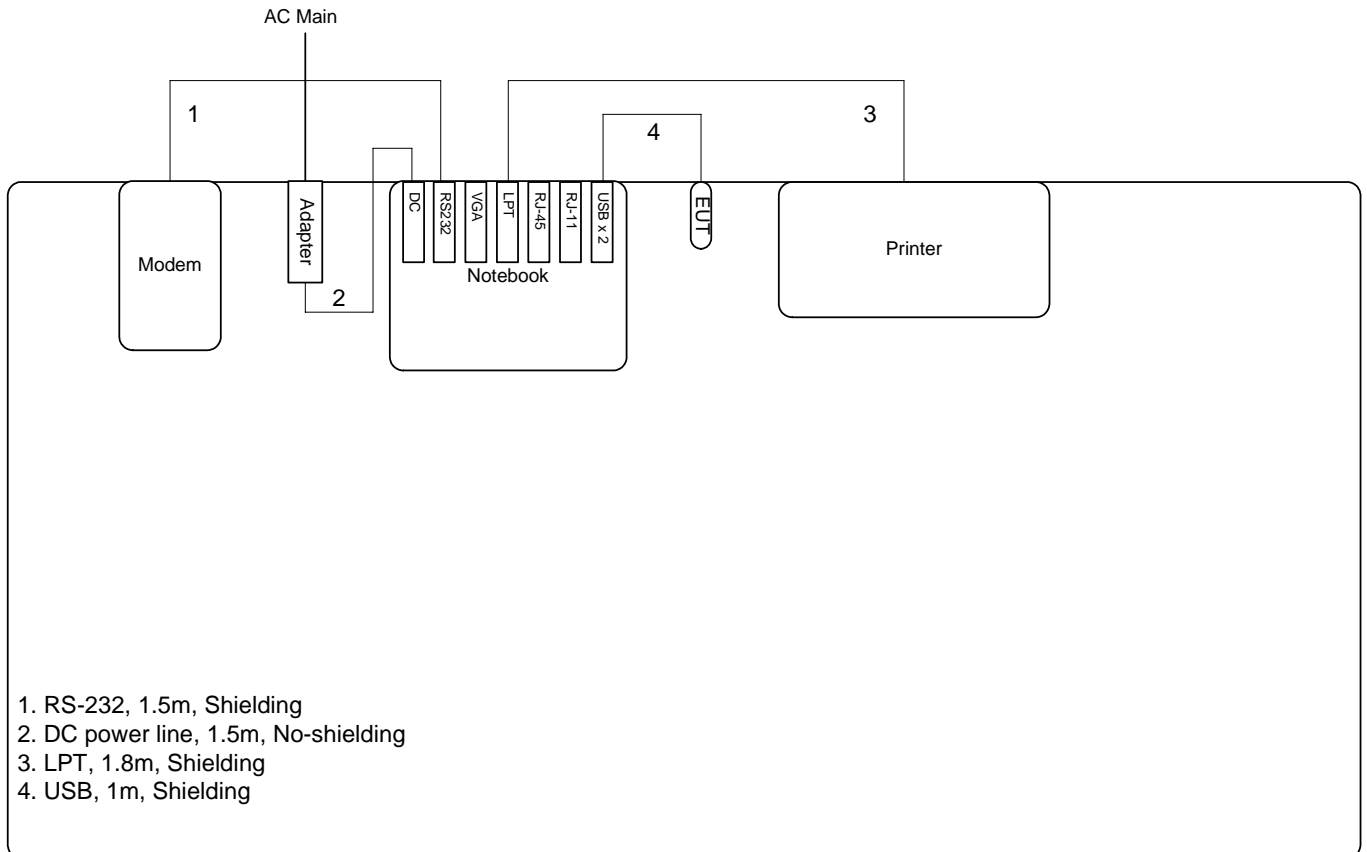 AC Main
1
3
4
Modem
Adapter
2
DC
RS232
VGA
LPT
RJ-45
RJ-11
USB x 2
Notebook
EUT
Printer
1. RS-232, 1.5m, Shielding
2. DC power line, 1.5m, No-shielding
3. LPT, 1.8m, Shielding
4. USB, 1m, Shielding